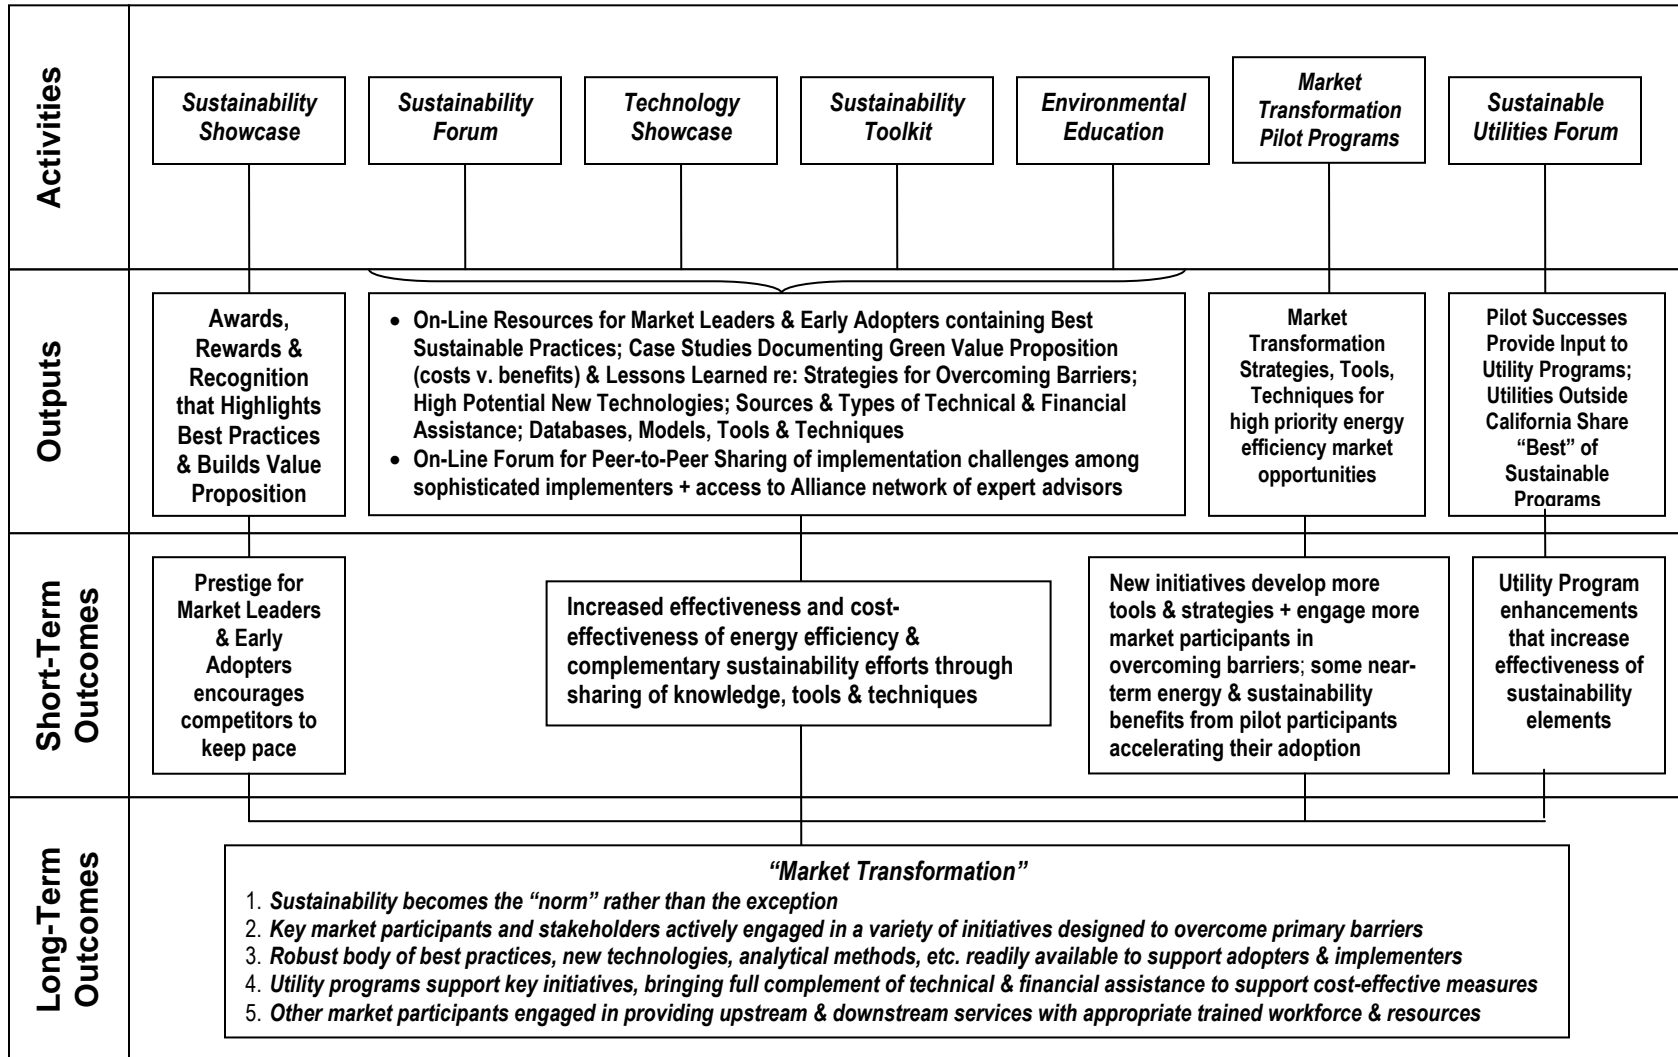 Activities
Sustainability
Showcase
Sustainability
Forum
Technology
Showcase
Sustainability
Toolkit
Environmental
Education
Market
Transformation
Pilot Programs
Sustainable
Utilities Forum
Outputs
Awards,
Rewards &
Recognition
that Highlights
Best Practices
& Builds Value
Proposition
• On-Line Resources for Market Leaders & Early Adopters containing Best
Sustainable Practices; Case Studies Documenting Green Value Proposition
(costs v. benefits) & Lessons Learned re: Strategies for Overcoming Barriers;
High Potential New Technologies; Sources & Types of Technical & Financial
Assistance; Databases, Models, Tools & Techniques
• On-Line Forum for Peer-to-Peer Sharing of implementation challenges among
sophisticated implementers + access to Alliance network of expert advisors
Market
Transformation
Strategies, Tools,
Techniques for
high priority energy
efficiency market
opportunities
Pilot Successes
Provide Input to
Utility Programs;
Utilities Outside
California Share
“Best” of
Sustainable
Programs
Short-Term
Outcomes
Prestige for
Market Leaders
& Early
Adopters
encourages
competitors to
keep pace
Increased effectiveness and cost-
effectiveness of energy efficiency &
complementary sustainability efforts through
sharing of knowledge, tools & techniques
New initiatives develop more
tools & strategies + engage more
market participants in
overcoming barriers; some near-
term energy & sustainability
benefits from pilot participants
accelerating their adoption
Utility Program
enhancements
that increase
effectiveness of
sustainability
elements
Long-Term
Outcomes
“Market Transformation”
1. Sustainability becomes the “norm” rather than the exception
2. Key market participants and stakeholders actively engaged in a variety of initiatives designed to overcome primary barriers
3. Robust body of best practices, new technologies, analytical methods, etc. readily available to support adopters & implementers
4. Utility programs support key initiatives, bringing full complement of technical & financial assistance to support cost-effective measures
5. Other market participants engaged in providing upstream & downstream services with appropriate trained workforce & resources